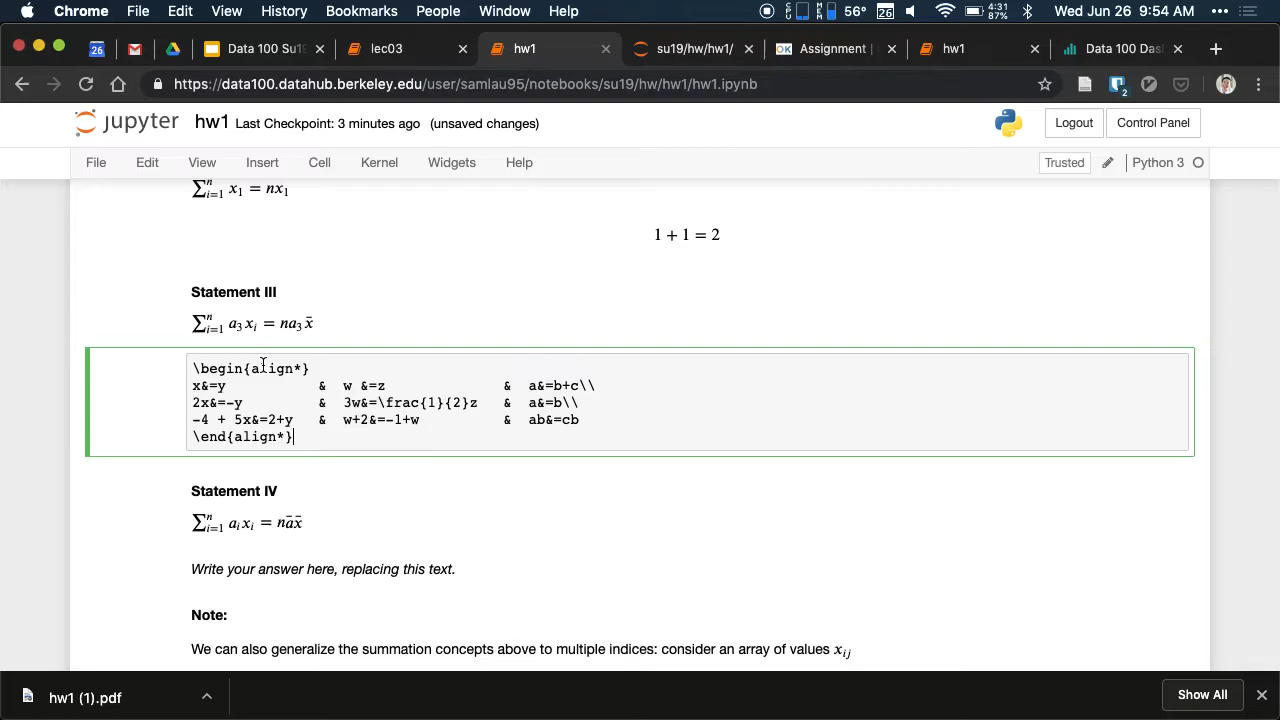 Chrome File Edit View History Bookmarks People Window Help 56° 26 4:31 87% Wed Jun 26 9:54 AM
26 Data 100 Su1 lec03 hw1 su19/hw/hw1/ OK Assignment | hw1 Data 100 Das
https://data100.datahub.berkeley.edu/user/samlau95/notebooks/su19/hw/hw1/hw1.ipynb 2
jupyter hw1 Last Checkpoint: 3 minutes ago (unsaved changes) Logout Control Panel
File Edit View Insert Cell Kernel Widgets Help Trusted Python 3
∑ⁿᵢ₌₁ x₁ = nx₁
1 + 1 = 2
Statement III
∑ⁿᵢ₌₁ a₃xᵢ = na₃x̄
\begin{align*}
x&=y & w &=z & a&=b+c\\
2x&=-y & 3w&=\frac{1}{2}z & a&=b\\
-4 + 5x&=2+y & w+2&=-1+w & ab&=cb
\end{align*}
Statement IV
∑ⁿᵢ₌₁ aᵢxᵢ = nāx̄
Write your answer here, replacing this text.
Note:
We can also generalize the summation concepts above to multiple indices: consider an array of values xᵢⱼ
hw1 (1).pdf Show All